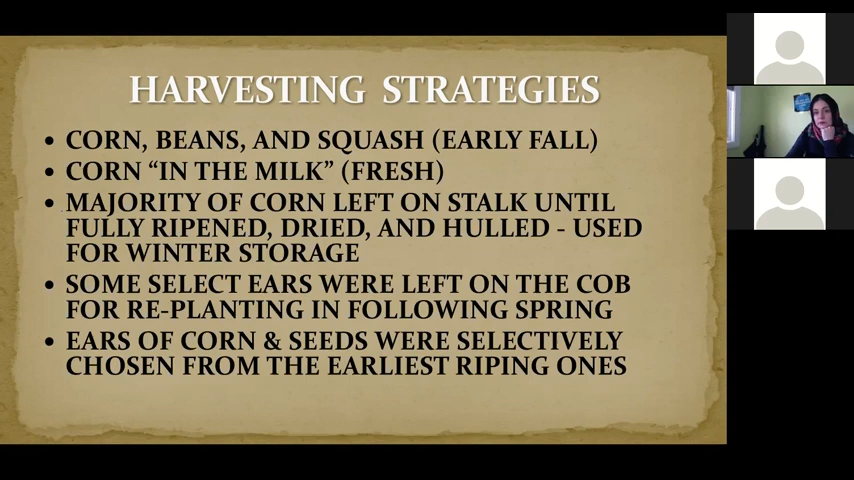 HARVESTING STRATEGIES
• CORN, BEANS, AND SQUASH (EARLY FALL)
• CORN “IN THE MILK” (FRESH)
• MAJORITY OF CORN LEFT ON STALK UNTIL
FULLY RIPENED, DRIED, AND HULLED - USED
FOR WINTER STORAGE
• SOME SELECT EARS WERE LEFT ON THE COB
FOR RE-PLANTING IN FOLLOWING SPRING
• EARS OF CORN & SEEDS WERE SELECTIVELY
CHOSEN FROM THE EARLIEST RIPING ONES